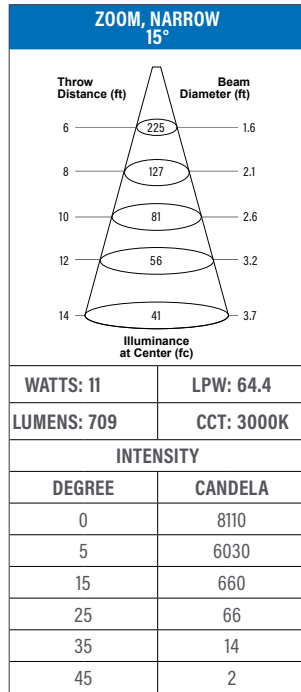 ZOOM, NARROW
15°
Throw Distance (ft)
Beam Diameter (ft)
6 225 1.6
8 127 2.1
10 81 2.6
12 56 3.2
14 41 3.7
Illuminance
at Center (fc)
WATTS: 11 LPW: 64.4
LUMENS: 709 CCT: 3000K
INTENSITY
DEGREE CANDELA
0 8110
5 6030
15 660
25 66
35 14
45 2